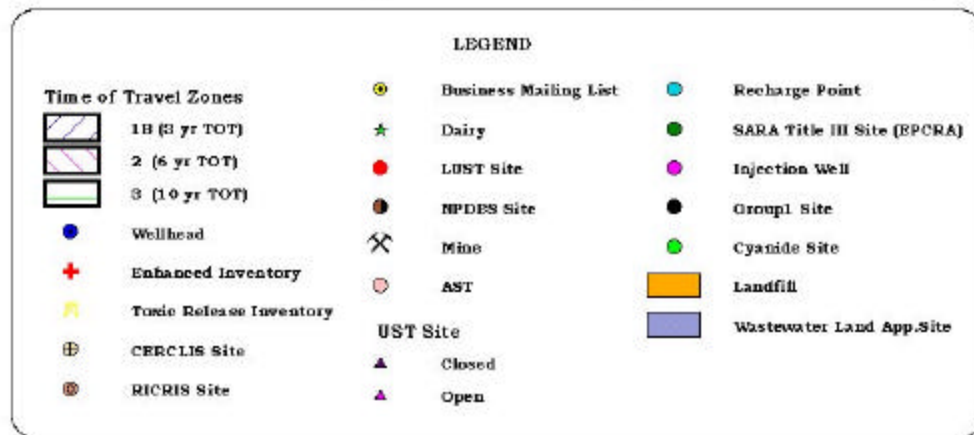 LEGEND
Time of Travel Zones
1B (3 yr TOT)
2 (6 yr TOT)
3 (10 yr TOT)
Wellhead
Enhanced Inventory
Toxic Release Inventory
CERCLIS Site
RICRIS Site
Business Mailing List
Dairy
LUST Site
NPDES Site
Mine
AST
UST Site
Closed
Open
Recharge Point
SARA Title III Site (EPCRA)
Injection Well
Group1 Site
Cyanide Site
Landfill
Wastewater Land App.Site